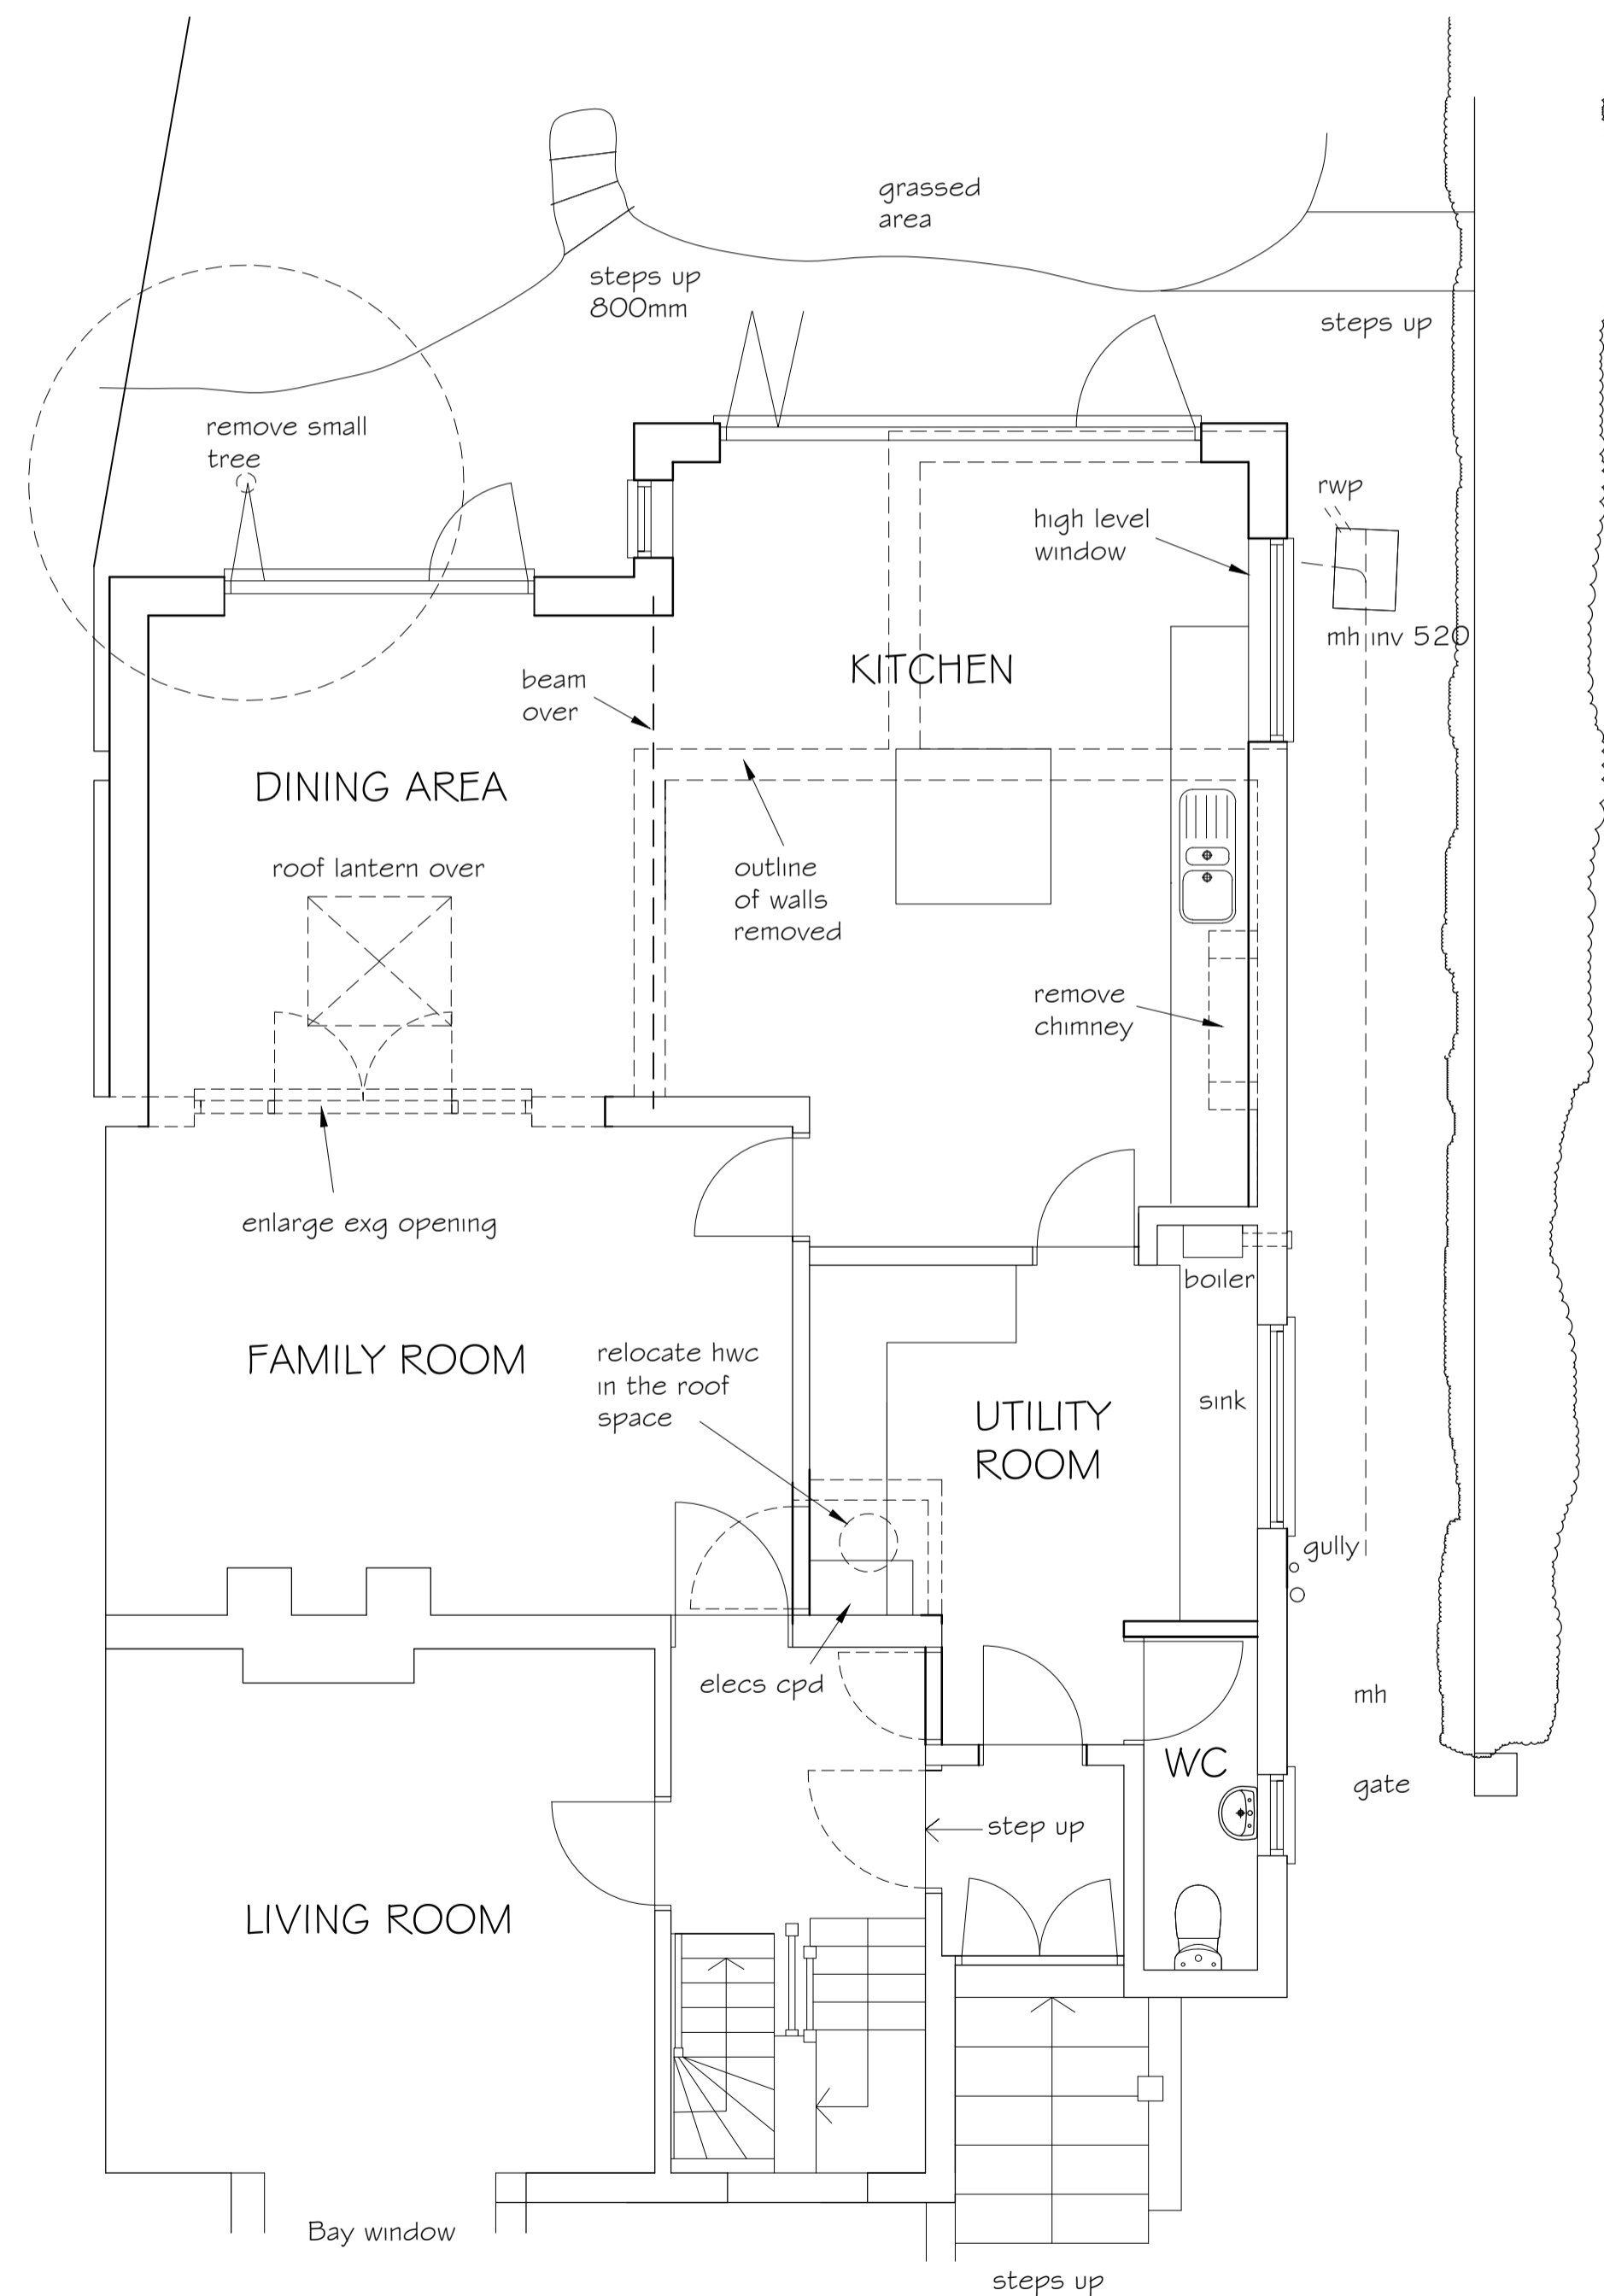 grassed
area
steps up
800mm
steps up
remove small
tree
rwp
high level
window
mh inv 520
KITCHEN
beam
over
DINING AREA
roof lantern over
outline
of walls
removed
remove
chimney
enlarge exg opening
boiler
FAMILY ROOM
relocate hwc
in the roof
space
sink
UTILITY
ROOM
gully
elecs cpd
mh
WC
gate
step up
LIVING ROOM
Bay window
steps up